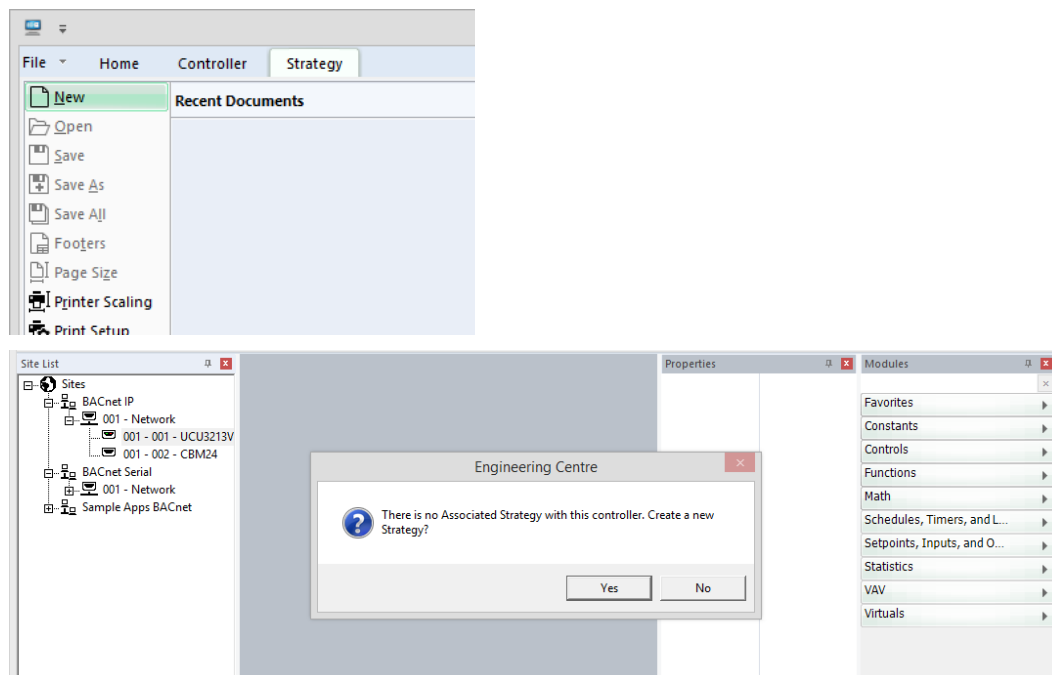 File Home Controller Strategy
New
Recent Documents
Open
Save
Save As
Save All
Footers
Page Size
Printer Scaling
Print Setup
Site List
Sites
BACnet IP
001 - Network
001 - 001 - UCU3213V
001 - 002 - CBM24
BACnet Serial
001 - Network
Sample Apps BACnet
Engineering Centre
There is no Associated Strategy with this controller. Create a new
Strategy?
Yes No
Properties
Modules
Favorites
Constants
Controls
Functions
Math
Schedules, Timers, and L...
Setpoints, Inputs, and O...
Statistics
VAV
Virtuals